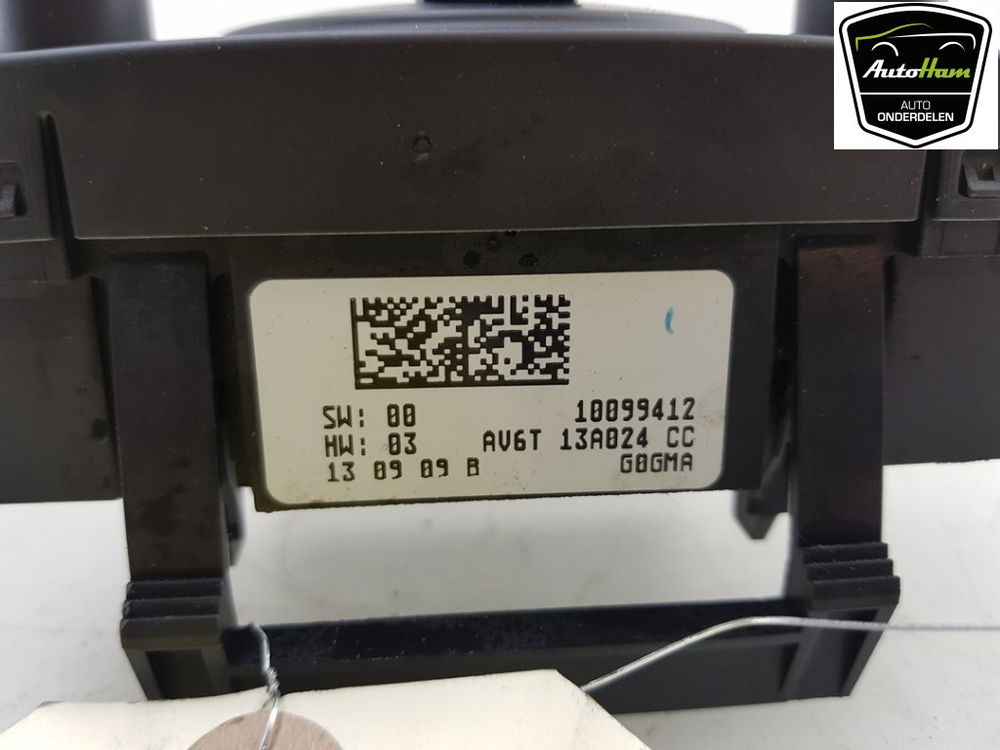 AutoHam
AUTO
ONDERDELEN
SW: 00 10099412
HW: 03 AV6T 13A024 CC
13 09 09 B G0GMA